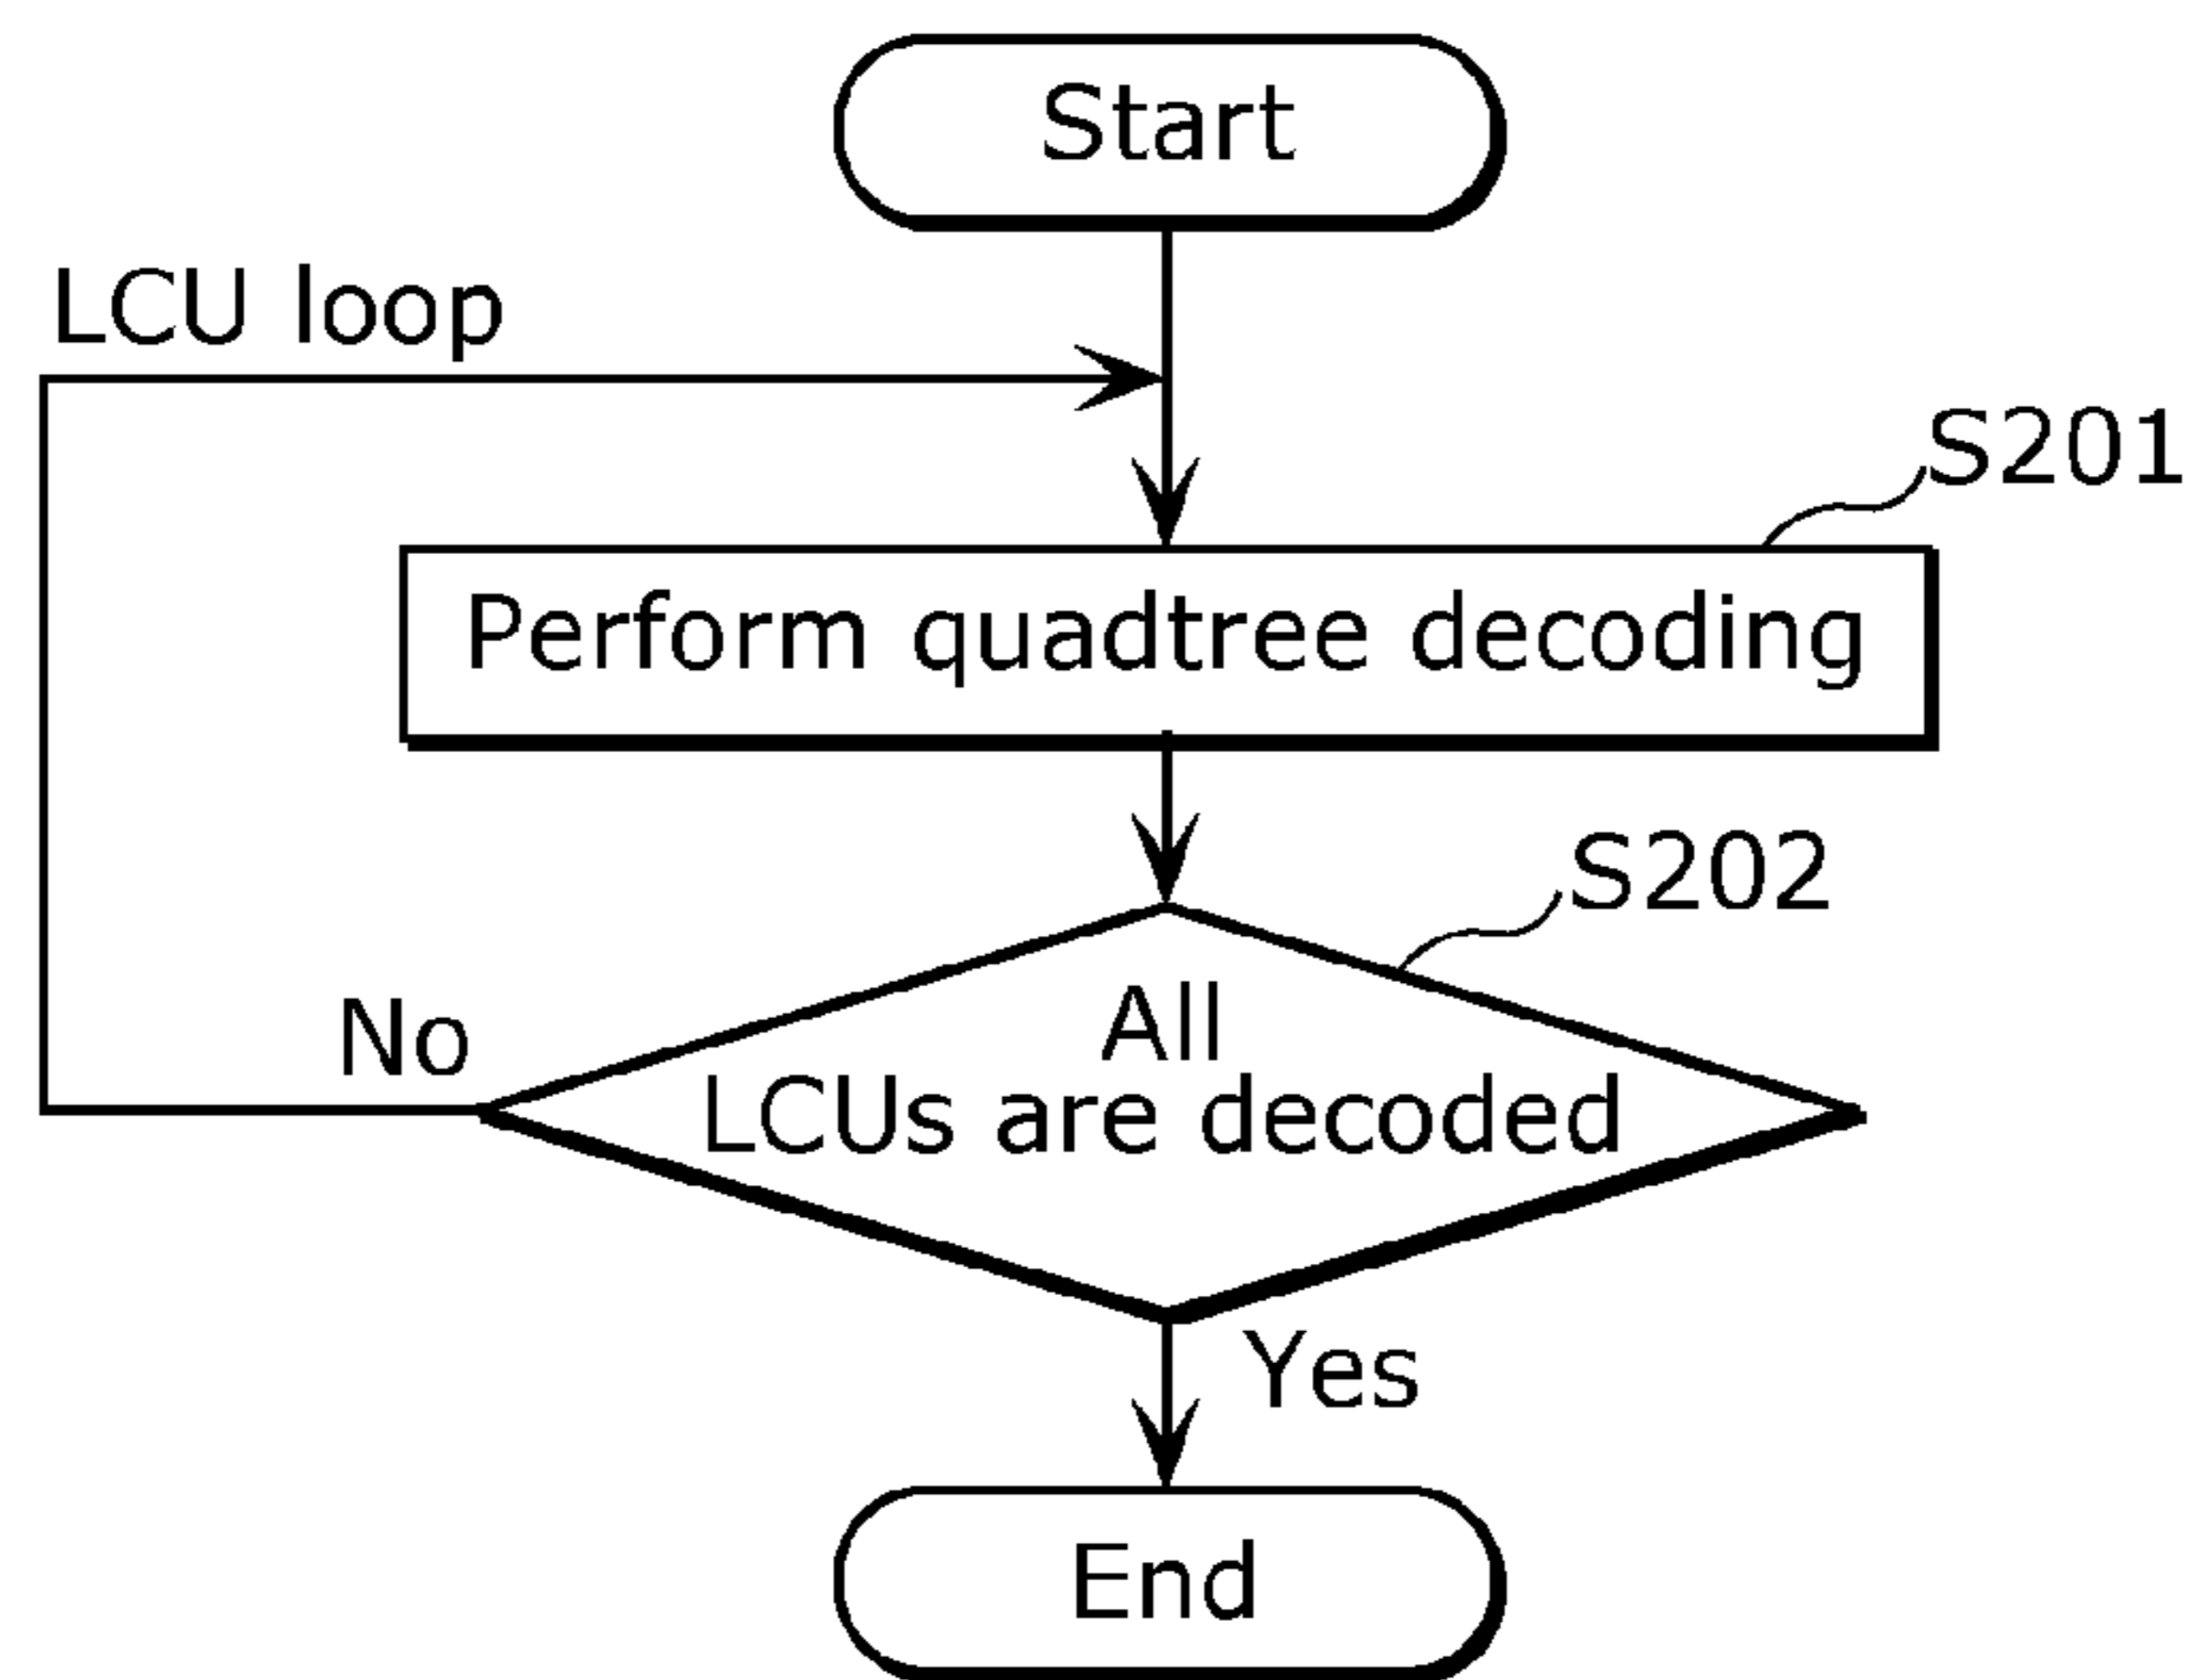 Start
LCU loop
S201
Perform quadtree decoding
S202
All
LCUs are decoded
No
Yes
End